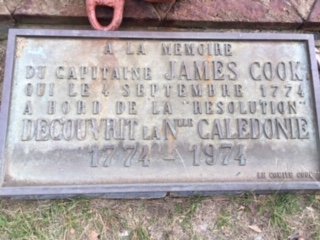 A LA MEMOIRE
DU CAPITAINE JAMES COOK
QUI LE 4 SEPTEMBRE 1774
A BORD DE LA "RESOLUTION"
DECOUVRIT LA Nlle CALEDONIE
1774 - 1974
LE COMITE COOK